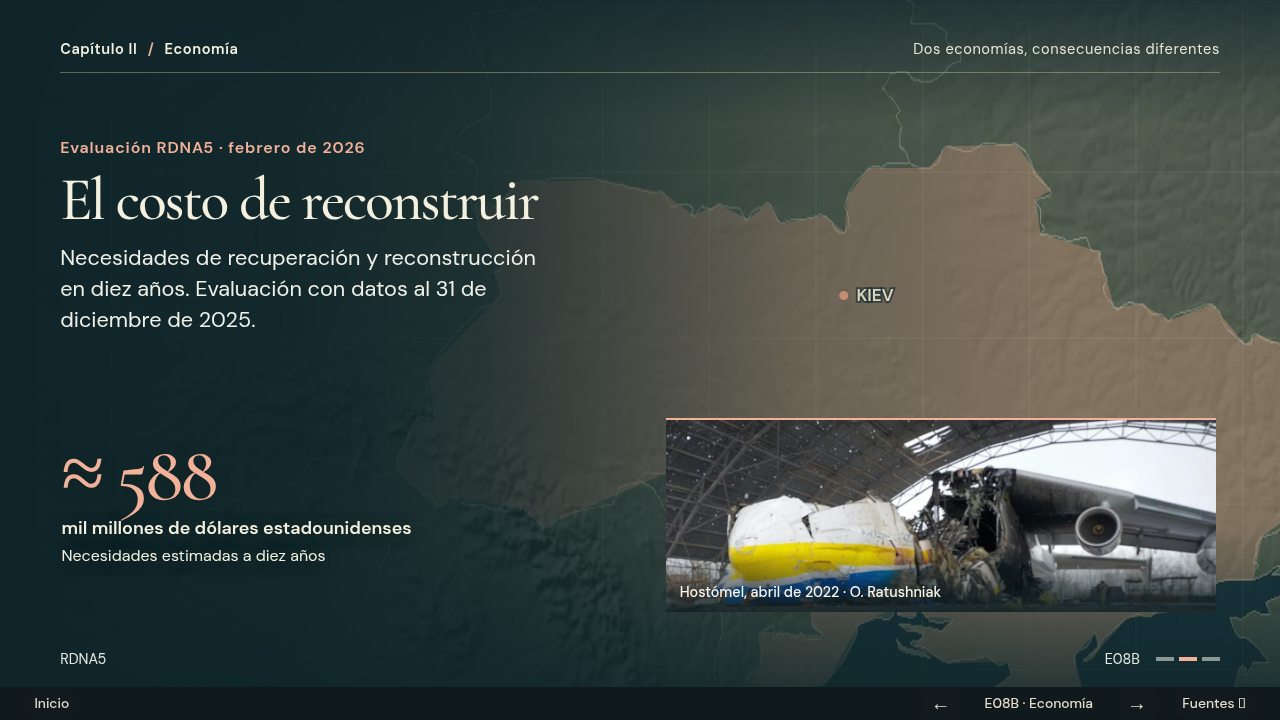 Capítulo II / Economía
Dos economías, consecuencias diferentes
Evaluación RDNA5 · febrero de 2026
El costo de reconstruir
Necesidades de recuperación y reconstrucción
en diez años. Evaluación con datos al 31 de
diciembre de 2025.
KIEV
≈ 588
mil millones de dólares estadounidenses
Necesidades estimadas a diez años
Hostómel, abril de 2022 · O. Ratushniak
RDNA5
E08B
Inicio
← E08B · Economía →
Fuentes